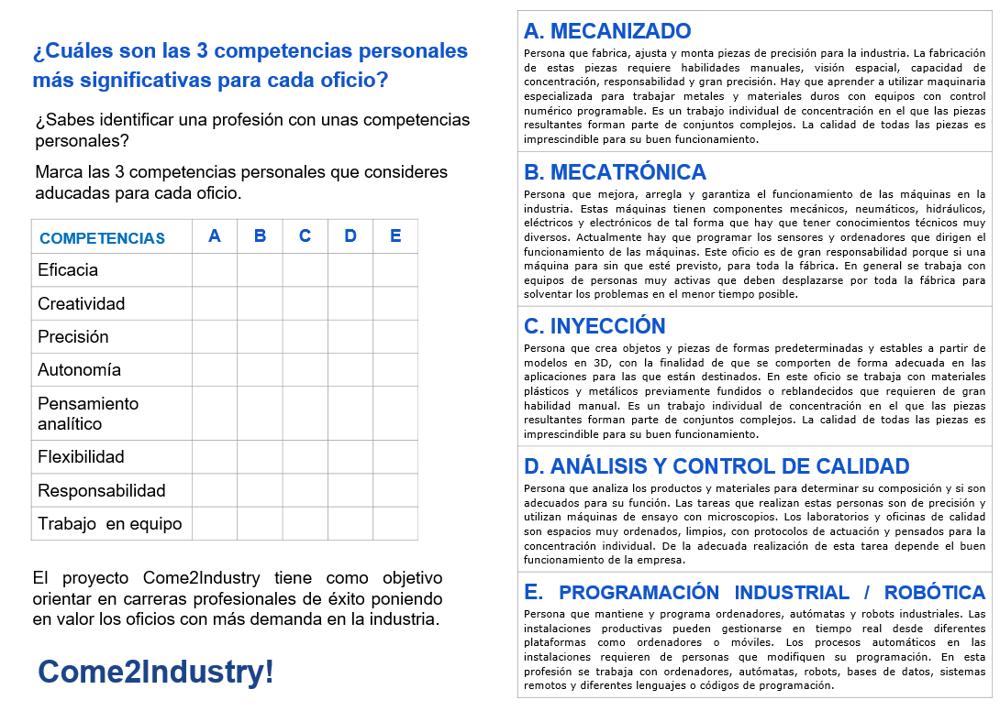 ¿Cuáles son las 3 competencias personales
más significativas para cada oficio?
¿Sabes identificar una profesión con unas competencias
personales?
Marca las 3 competencias personales que consideres
aducadas para cada oficio.
COMPETENCIAS A B C D E
Eficacia
Creatividad
Precisión
Autonomía
Pensamiento
analítico
Flexibilidad
Responsabilidad
Trabajo en equipo
El proyecto Come2Industry tiene como objetivo
orientar en carreras profesionales de éxito poniendo
en valor los oficios con más demanda en la industria.
Come2Industry!
A. MECANIZADO
Persona que fabrica, ajusta y monta piezas de precisión para la industria. La fabricación
de estas piezas requiere habilidades manuales, visión espacial, capacidad de
concentración, responsabilidad y gran precisión. Hay que aprender a utilizar maquinaria
especializada para trabajar metales y materiales duros con equipos con control
numérico programable. Es un trabajo individual de concentración en el que las piezas
resultantes forman parte de conjuntos complejos. La calidad de todas las piezas es
imprescindible para su buen funcionamiento.
B. MECATRÓNICA
Persona que mejora, arregla y garantiza el funcionamiento de las máquinas en la
industria. Estas máquinas tienen componentes mecánicos, neumáticos, hidráulicos,
eléctricos y electrónicos de tal forma que hay que tener conocimientos técnicos muy
diversos. Actualmente hay que programar los sensores y ordenadores que dirigen el
funcionamiento de las máquinas. Este oficio es de gran responsabilidad porque si una
máquina para sin que esté previsto, para toda la fábrica. En general se trabaja con
equipos de personas muy activas que deben desplazarse por toda la fábrica para
solventar los problemas en el menor tiempo posible.
C. INYECCIÓN
Persona que crea objetos y piezas de formas predeterminadas y estables a partir de
modelos en 3D, con la finalidad de que se comporten de forma adecuada en las
aplicaciones para las que están destinados. En este oficio se trabaja con materiales
plásticos y metálicos previamente fundidos o reblandecidos que requieren de gran
habilidad manual. Es un trabajo individual de concentración en el que las piezas
resultantes forman parte de conjuntos complejos. La calidad de todas las piezas es
imprescindible para su buen funcionamiento.
D. ANÁLISIS Y CONTROL DE CALIDAD
Persona que analiza los productos y materiales para determinar su composición y si son
adecuados para su función. Las tareas que realizan estas personas son de precisión y
utilizan máquinas de ensayo con microscopios. Los laboratorios y oficinas de calidad
son espacios muy ordenados, limpios, con protocolos de actuación y pensados para la
concentración individual. De la adecuada realización de esta tarea depende el buen
funcionamiento de la empresa.
E. PROGRAMACIÓN INDUSTRIAL / ROBÓTICA
Persona que mantiene y programa ordenadores, autómatas y robots industriales. Las
instalaciones productivas pueden gestionarse en tiempo real desde diferentes
plataformas como ordenadores o móviles. Los procesos automáticos en las
instalaciones requieren de personas que modifiquen su programación. En esta
profesión se trabaja con ordenadores, autómatas, robots, bases de datos, sistemas
remotos y diferentes lenguajes o códigos de programación.